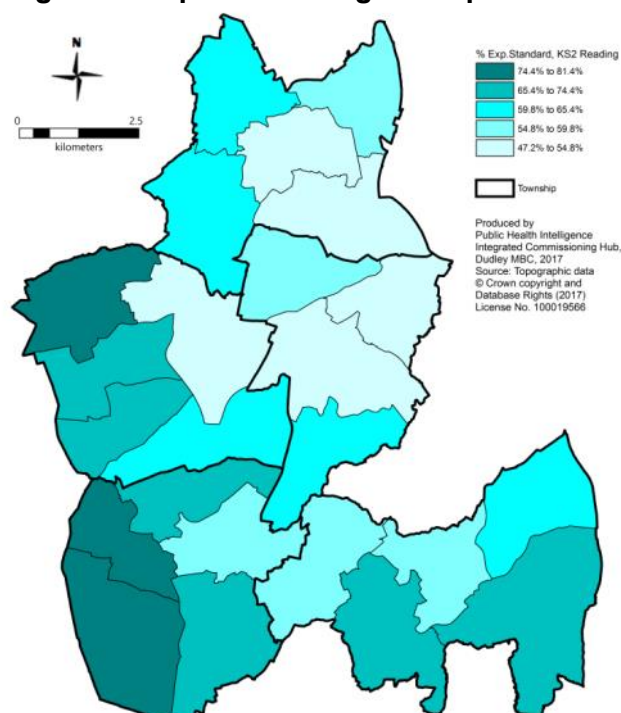 N
0 2.5
kilometers
% Exp.Standard, KS2 Reading
74.4% to 81.4%
65.4% to 74.4%
59.8% to 65.4%
54.8% to 59.8%
47.2% to 54.8%
Township
Produced by
Public Health Intelligence
Integrated Commissioning Hub,
Dudley MBC, 2017
Source: Topographic data
© Crown copyright and
Database Rights (2017)
License No. 100019566